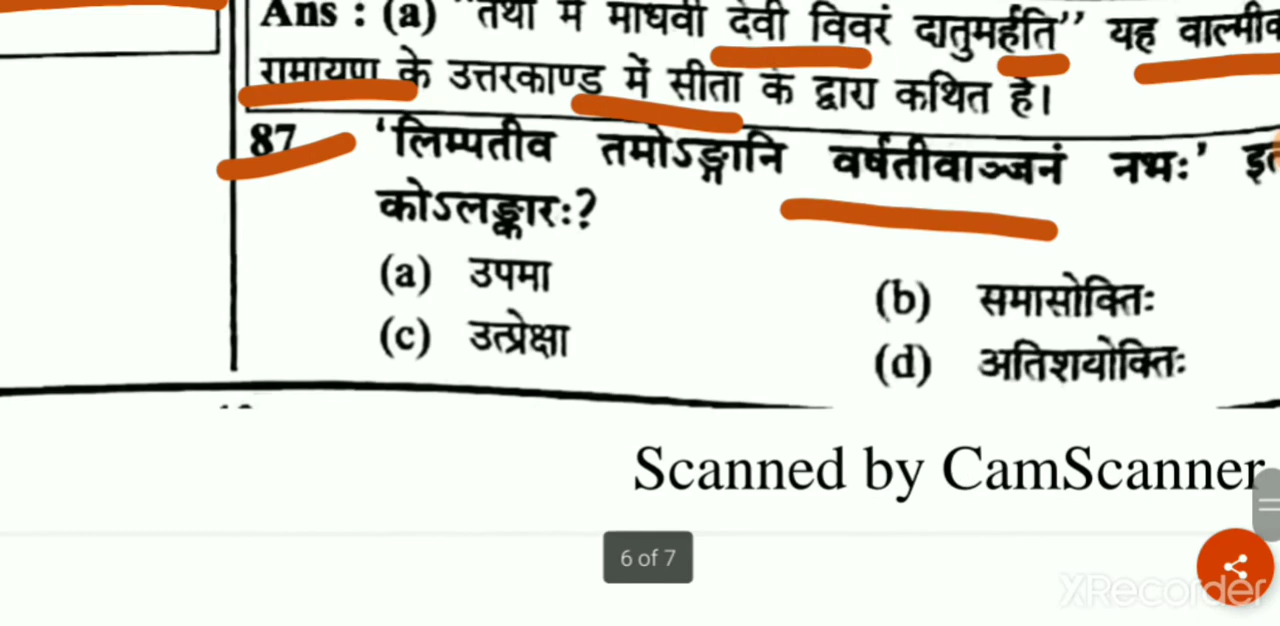 Ans : (a) "तथा मे माधवी देवी विवरं दातुमर्हति" यह
रामायण के उत्तरकाण्ड में सीता के द्वारा कथित है।
87 'लिम्पतीव तमोऽङ्गानि वर्षतीवाञ्जनं नभः'
कोऽलङ्कारः?
(a) उपमा
(b) समासोक्तिः
(c) उत्प्रेक्षा
(d) अतिशयोक्तिः
Scanned by CamScanner
6 of 7
XRecorder